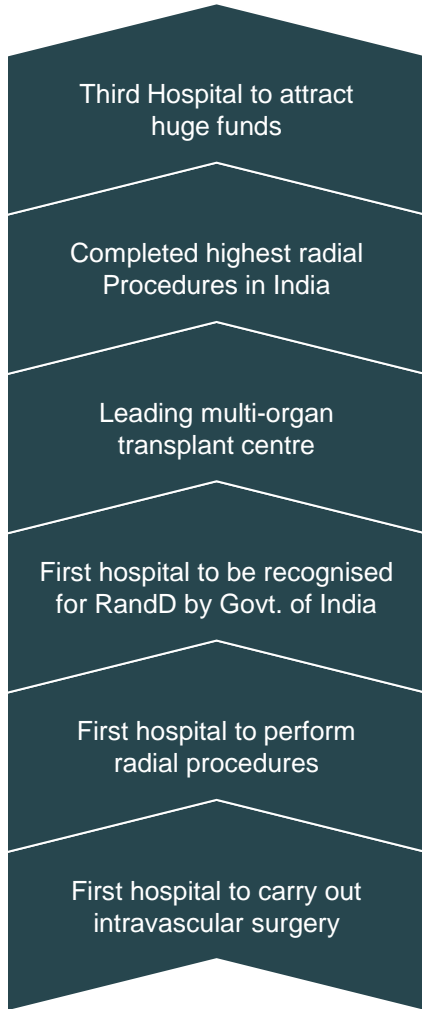 Third Hospital to attract
huge funds
Completed highest radial
Procedures in India
Leading multi-organ
transplant centre
First hospital to be recognised
for RandD by Govt. of India
First hospital to perform
radial procedures
First hospital to carry out
intravascular surgery